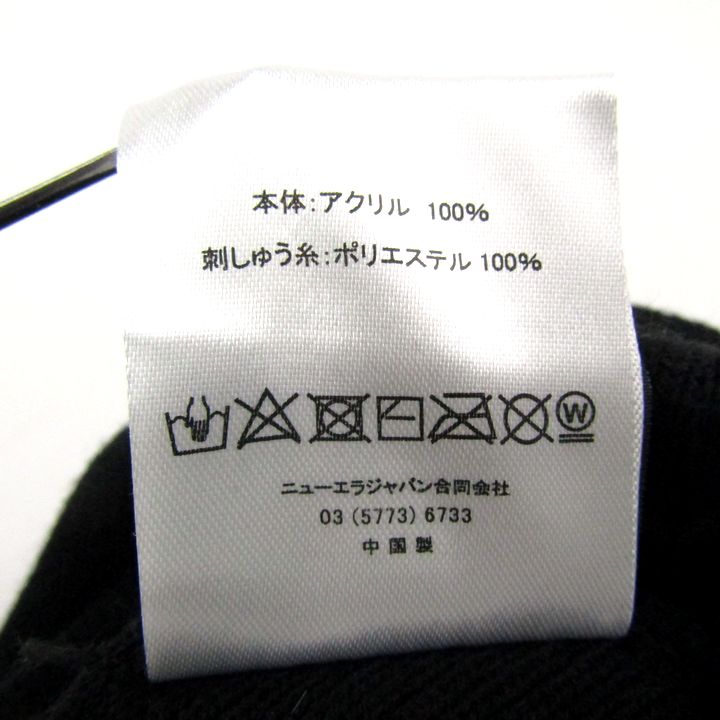 本体:アクリル 100%
刺しゅう糸:ポリエステル 100%
W
ニューエラジャパン合同会社
03 (5773) 6733
中国製